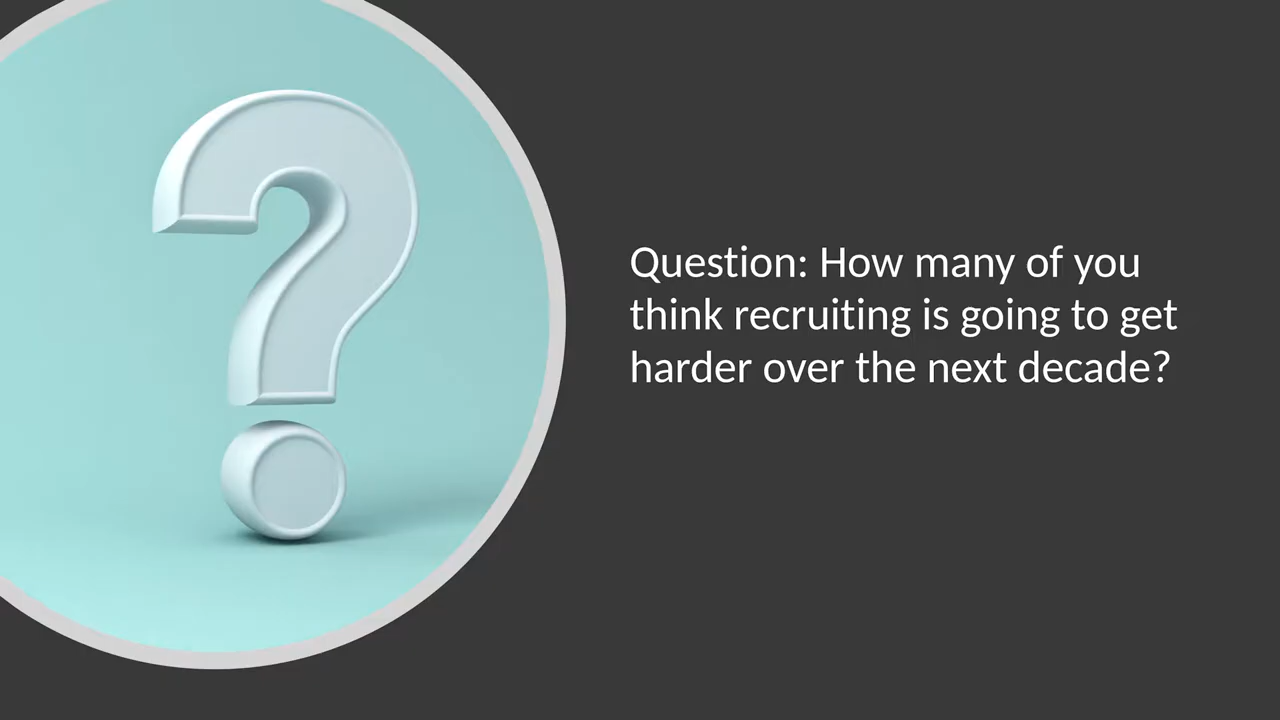 Question: How many of you
think recruiting is going to get
harder over the next decade?